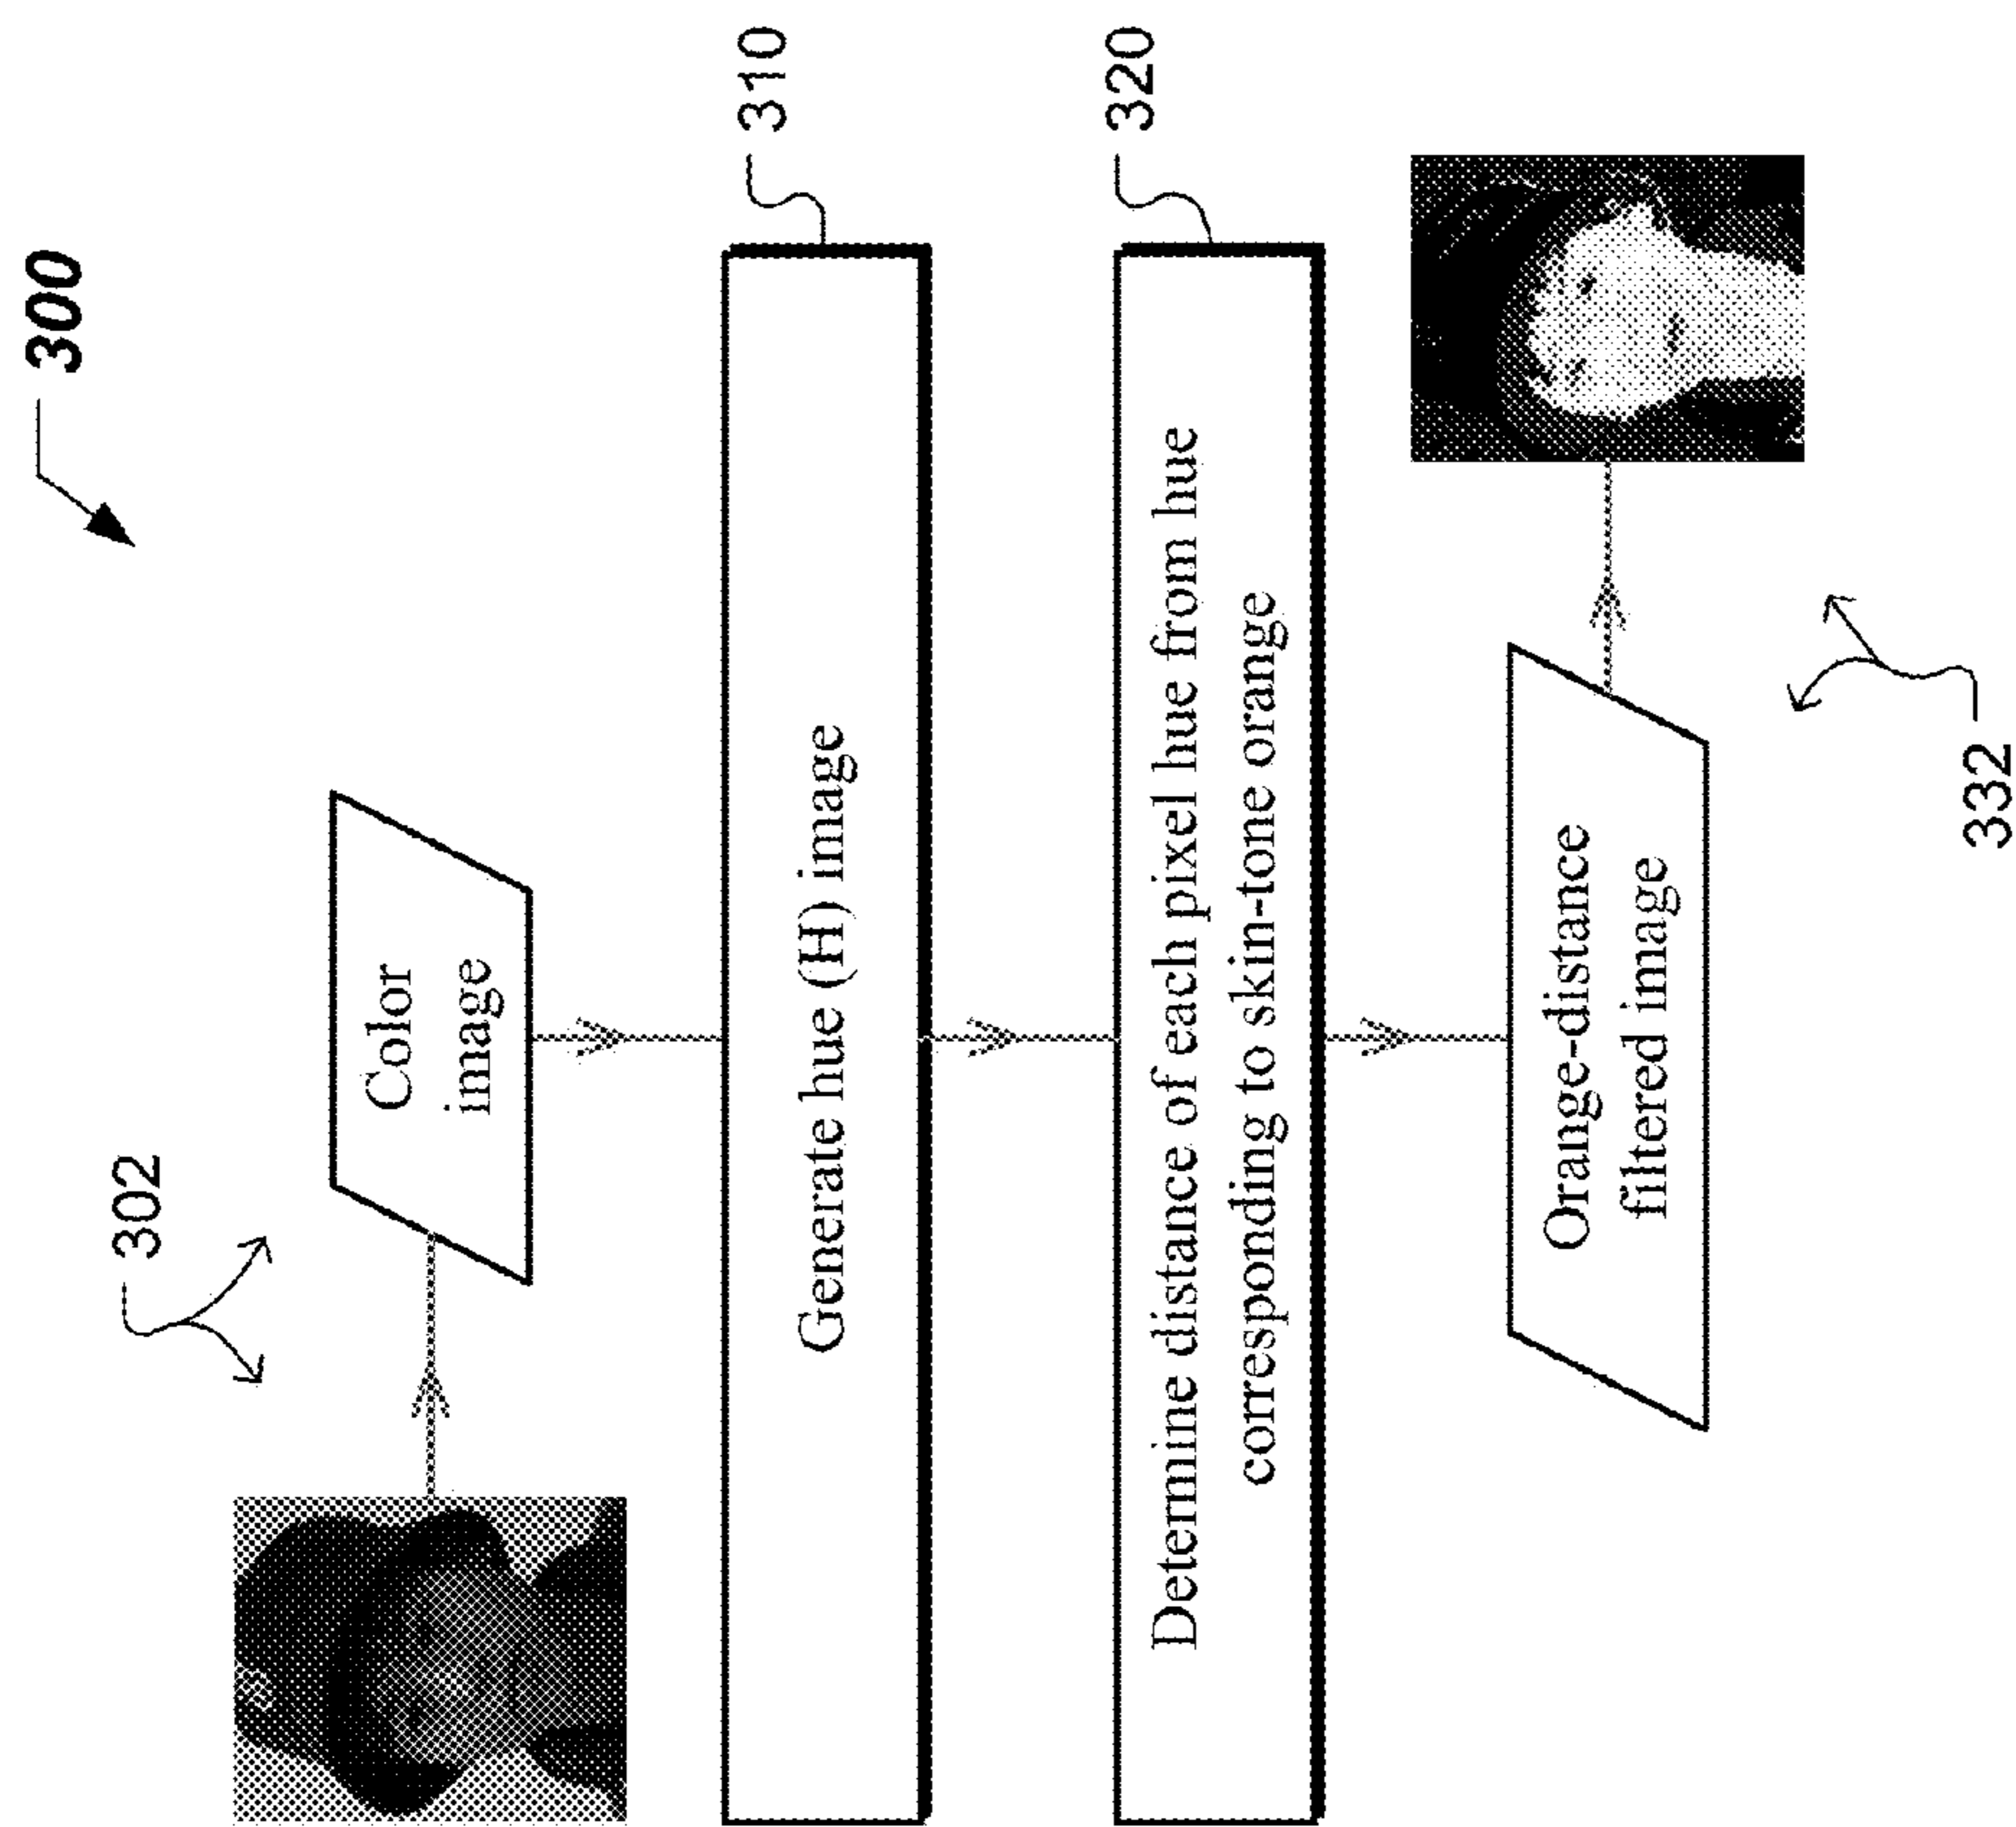 300
302
Color
image
Generate hue (H) image
310
Determine distance of each pixel hue from hue
corresponding to skin-tone orange
320
Orange-distance
filtered image
332